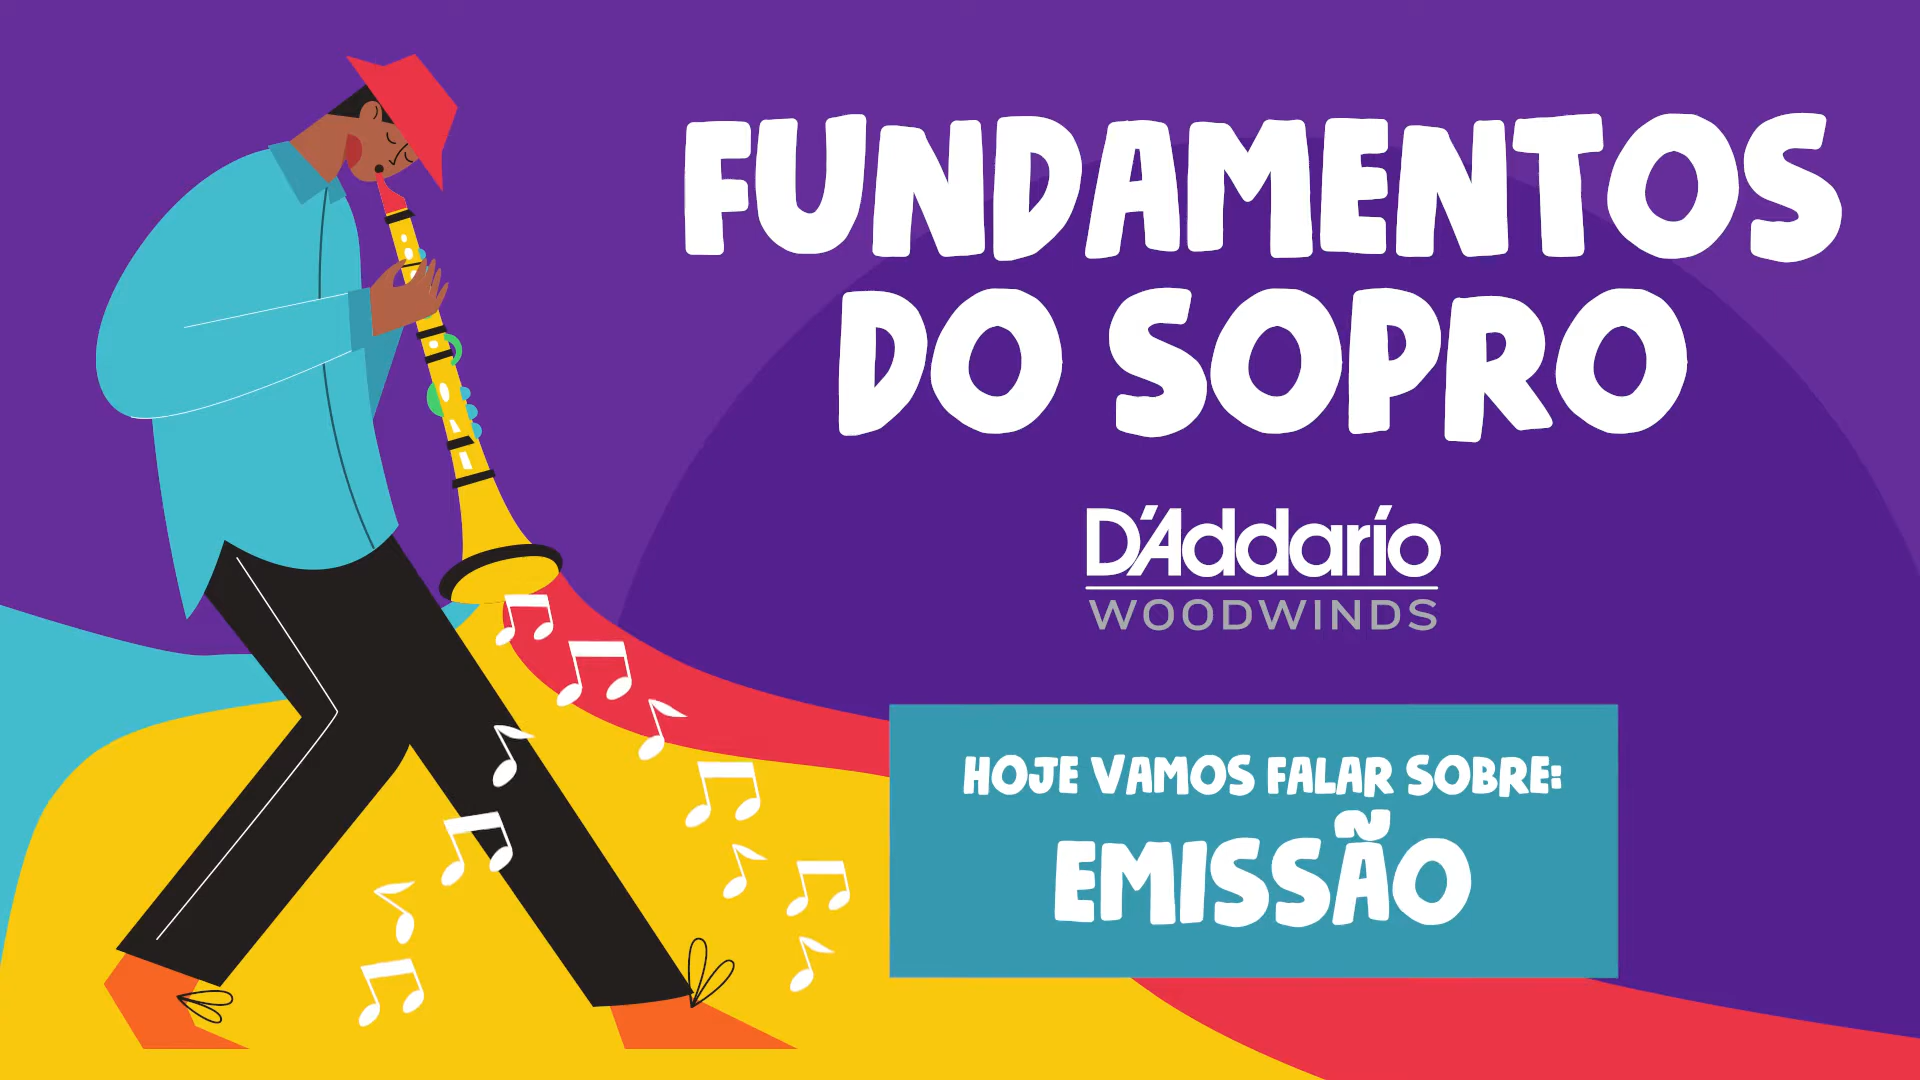 FUNDAMENTOS
DO SOPRO
D'Addario
WOODWINDS
HOJE VAMOS FALAR SOBRE:
EMISSÃO